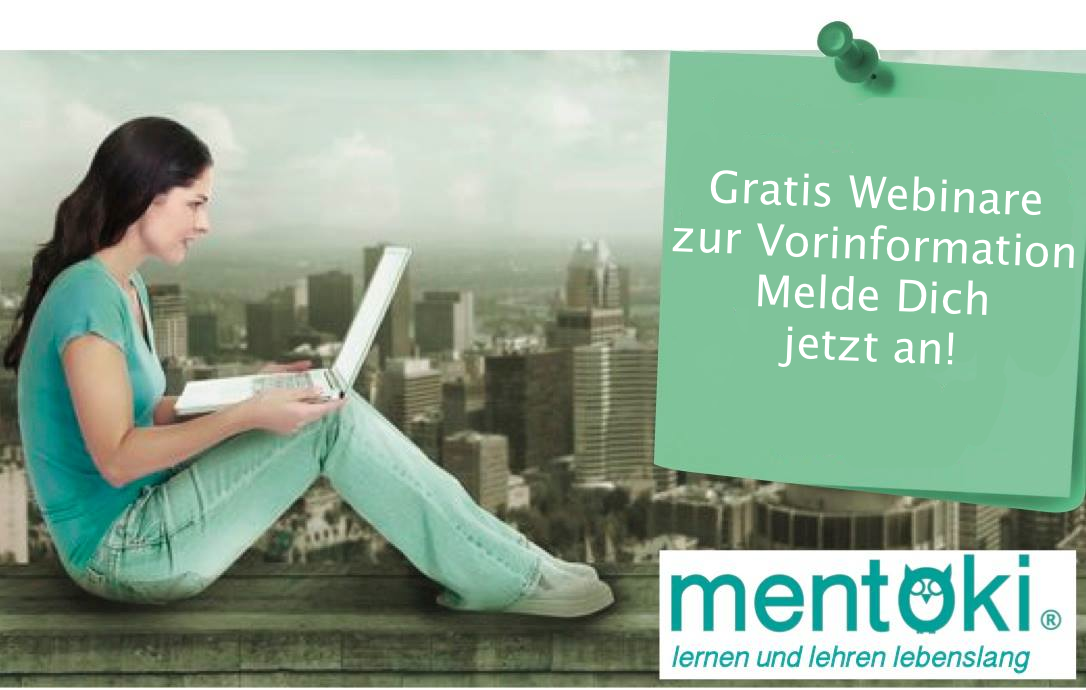 Gratis Webinare
zur Vorinformation
Melde Dich
jetzt an!
mentoki®
lernen und lehren lebenslang